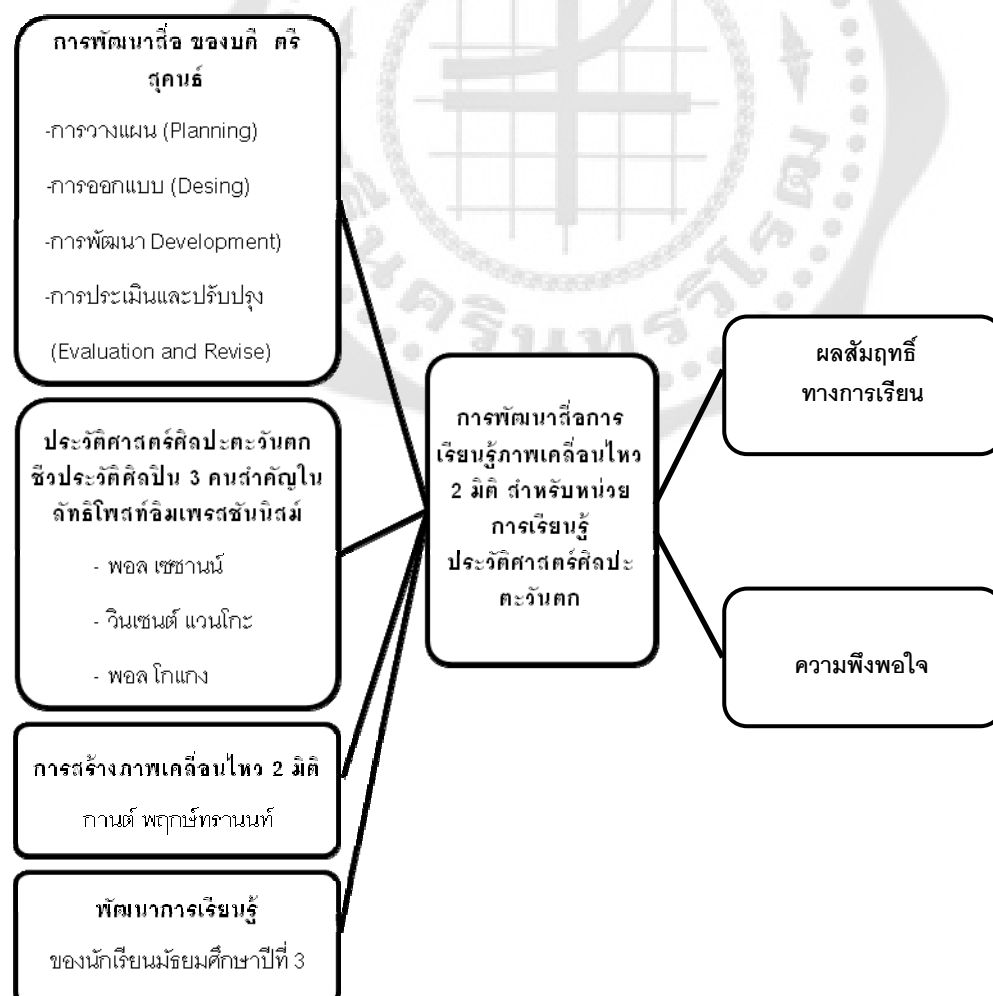 การพัฒนาสื่อ ของบดี ตรี
สุคนธ์
-การวางแผน (Planning)
-การออกแบบ (Desing)
-การพัฒนา Development)
-การประเมินและปรับปรุง
(Evaluation and Revise)
ประวัติศาสตร์ศิลปะตะวันตก
ชีวประวัติศิลปิน 3 คนสำคัญใน
ลัทธิโพสท์อิมเพรสชันนิสม์
- พอล เซซานน์
- วินเซนต์ แวนโกะ
- พอล โกแกง
การสร้างภาพเคลื่อนไหว 2 มิติ
กานต์ พฤกษ์ทรานนท์
พัฒนาการเรียนรู้
ของนักเรียนมัธยมศึกษาปีที่ 3
การพัฒนาสื่อการ
เรียนรู้ภาพเคลื่อนไหว
2 มิติ สำหรับหน่วย
การเรียนรู้
ประวัติศาสตร์ศิลปะ
ตะวันตก
ผลสัมฤทธิ์
ทางการเรียน
ความพึงพอใจ